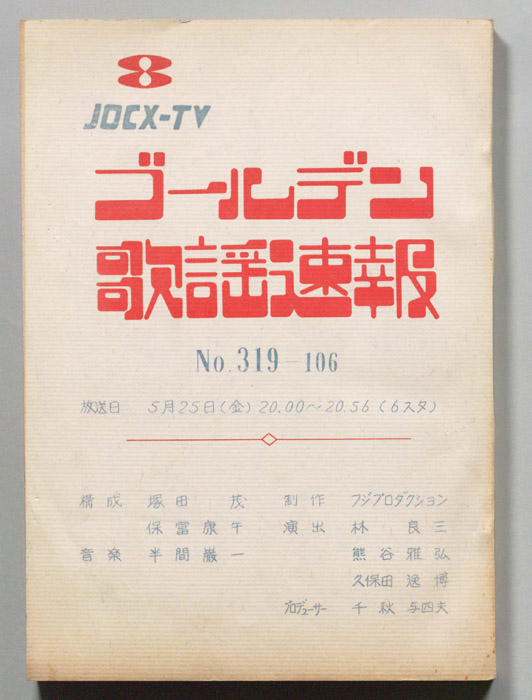 8
JOCX-TV
ゴールデン
歌謡速報
No.319-106
放送日 5月25日(金)20.00〜20.56(6スタ)
構成 塚田 茂 制作 フジプロダクション
保富康午 演出 林 良三
音楽 半間巌一 熊谷雅弘
久保田逸博
プロデューサー 千秋与四夫